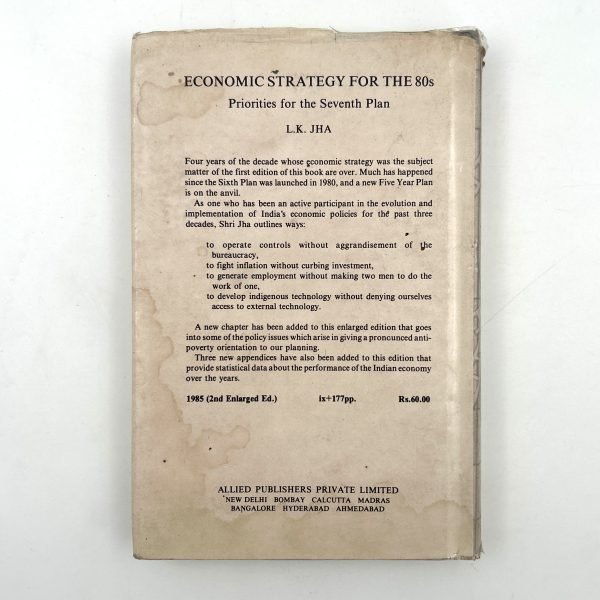 ECONOMIC STRATEGY FOR THE 80s
Priorities for the Seventh Plan
L.K. JHA
Four years of the decade whose economic strategy was the subject
matter of the first edition of this book are over. Much has happened
since the Sixth Plan was launched in 1980, and a new Five Year Plan
is on the anvil.
As one who has been an active participant in the evolution and
implementation of India's economic policies for the past three
decades, Shri Jha outlines ways:
to operate controls without aggrandisement of the
bureaucracy,
to fight inflation without curbing investment,
to generate employment without making two men to do the
work of one,
to develop indigenous technology without denying ourselves
access to external technology.
A new chapter has been added to this enlarged edition that goes
into some of the policy issues which arise in giving a pronounced anti-
poverty orientation to our planning.
Three new appendices have also been added to this edition that
provide statistical data about the performance of the Indian economy
over the years.
1985 (2nd Enlarged Ed.) ix+177pp. Rs.60.00
ALLIED PUBLISHERS PRIVATE LIMITED
NEW DELHI BOMBAY CALCUTTA MADRAS
BANGALORE HYDERABAD AHMEDABAD